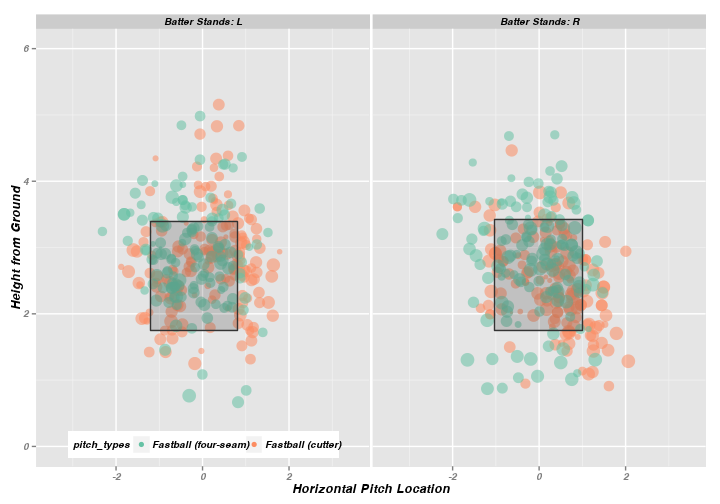 Batter Stands: L
Batter Stands: R
6
4
2
0
Height from Ground
pitch_types Fastball (four-seam) Fastball (cutter)
-2 0 2 -2 0 2
Horizontal Pitch Location